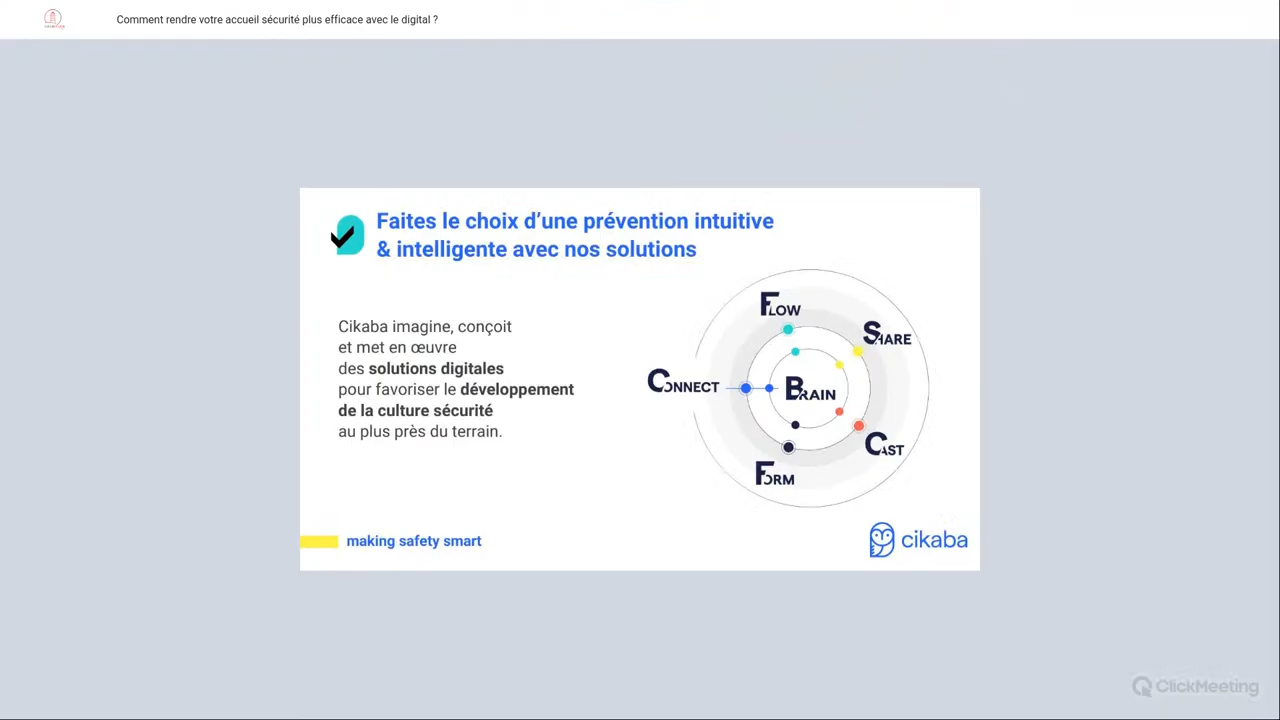 Comment rendre votre accueil sécurité plus efficace avec le digital ?
Faites le choix d'une prévention intuitive
& intelligente avec nos solutions
Cikaba imagine, conçoit
et met en œuvre
des solutions digitales
pour favoriser le développement
de la culture sécurité
au plus près du terrain.
FLOW
SHARE
CONNECT
BRAIN
CAST
FORM
making safety smart
cikaba
ClickMeeting